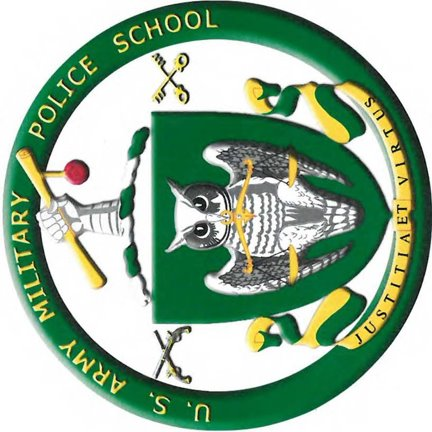 U.S. ARMY MILITARY POLICE SCHOOL
JUSTITIA ET VIRTUS